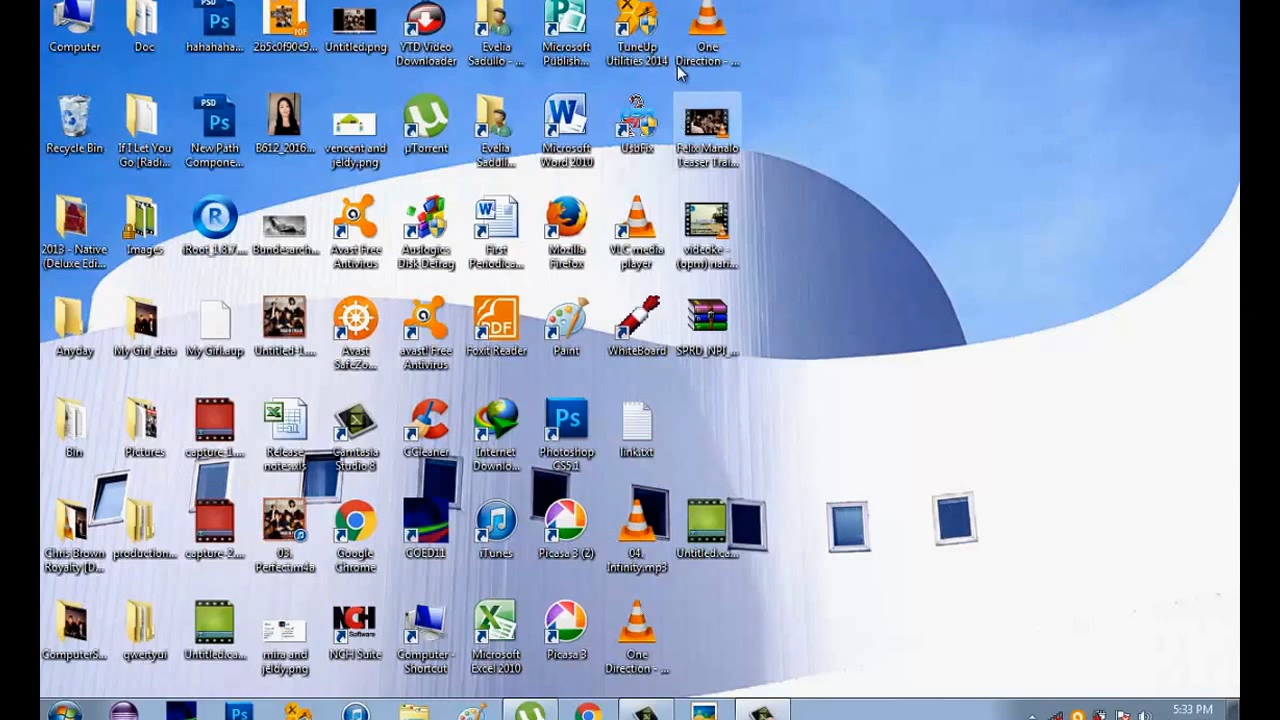 Computer
Doc
hahahaha...
2b5c0f90c9...
Untitled.png
YTD Video
Downloader
Evelia
Sadullo - ...
Microsoft
Publish...
TuneUp
Utilities 2014
One
Direction - ...
Recycle Bin
If I Let You
Go [Radi...
New Path
Compone...
B612_2016...
vencent and
jeldy.png
µTorrent
Evelia
Sadull...
Microsoft
Word 2010
UsbFix
Felix Manalo
Teaser Trai...
2013 - Native
(Deluxe Edi...
Images
iRoot_1.8.7....
Bundesarch...
Avast Free
Antivirus
Auslogics
Disk Defrag
First
Periodica...
Mozilla
Firefox
VLC media
player
videoke -
(opm) nari...
Anyday
My Girl_data
My Girl.aup
Untitled-1....
Avast
SafeZo...
avast! Free
Antivirus
Foxit Reader
Paint
WhiteBoard
SPRD_NPI_...
Bin
Pictures
capture-1....
Release
notes.xls
Camtasia
Studio 8
CCleaner
Internet
Downlo...
Photoshop
CS5.1
link.txt
Chris Brown
Royalty [D...
production...
capture-2....
03.
Perfect.m4a
Google
Chrome
COED11
iTunes
Picasa 3 (2)
04.
Infinity.mp3
Untitled.ca...
ComputerS...
qwertyui
Untitled.ca...
mira and
jeldy.png
NCH Suite
Computer -
Shortcut
Microsoft
Excel 2010
Picasa 3
One
Direction - ...
5:33 PM